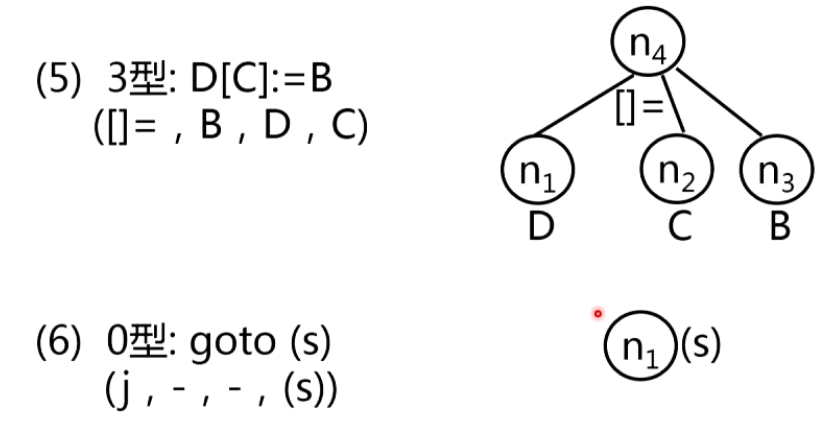 (5) 3型: D[C]:=B
([]= , B , D , C)
n₄
[]=
n₁
n₂
n₃
D
C
B
(6) 0型: goto (s)
(j , - , - , (s))
n₁ (s)